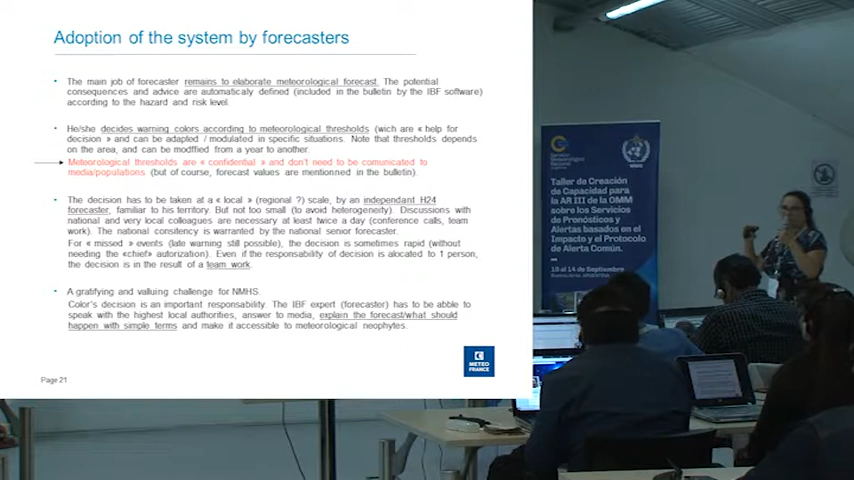 Adoption of the system by forecasters
• The main job of forecaster remains to elaborate meteorological forecast. The potential
consequences and advice are automaticaly defined (included in the bulletin by the IBF software)
according to the hazard and risk level.
• He/she decides warning colors according to meteorological thresholds (wich are « help for
decision » and can be adapted / modulated in specific situations. Note that thresholds depends
on the area, and can be modified from a year to another.
Meteorological thresholds are « confidential » and don't need to be comunicated to
media/populations (but of course, forecast values are mentionned in the bulletin).
• The decision has to be taken at a « local » (regional ?) scale, by an independant H24
forecaster, familiar to his territory. But not too small (to avoid heterogeneity). Discussions with
national and very local colleagues are necessary at least twice a day (conference calls, team
work). The national consitency is warranted by the national senior forecaster.
For « missed » events (late warning still possible), the decision is sometimes rapid (without
needing the «chief» autorization). Even if the responsability of decision is alocated to 1 person,
the decision is in the result of a team work.
• A gratifying and valuing challenge for NMHS.
Color's decision is an important responsability. The IBF expert (forecaster) has to be abble to
speak with the highest local authorities, answer to media, explain the forecast/what should
happen with simple terms and make it accessible to meteorological neophytes.
METEO
FRANCE
Page 21
Servicio
Meteorológico
Nacional
Taller de Creación
de Capacidad para
la AR III de la OMM
sobre los Servicios
de Pronósticos y
Alertas basados en el
Impacto y el Protocolo
de Alerta Común.
10 al 14 de Septiembre